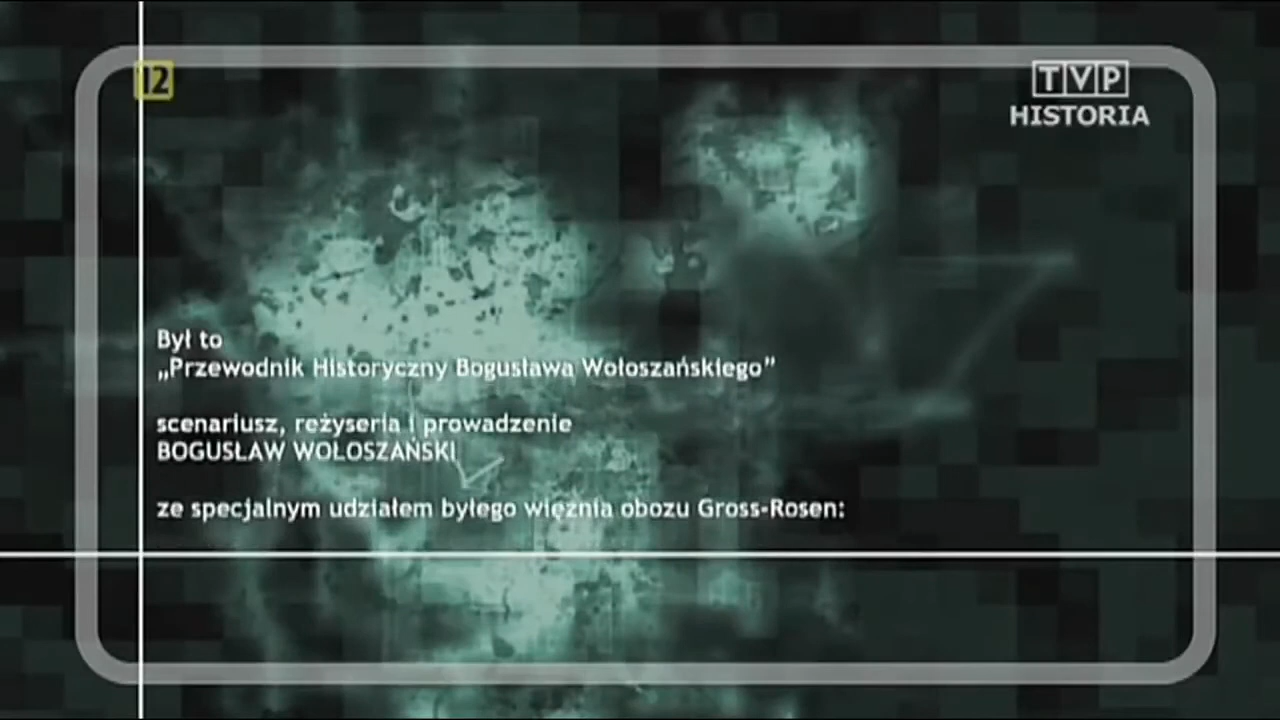 12
TVP
HISTORIA
Był to
„Przewodnik Historyczny Bogusława Wołoszańskiego”
scenariusz, reżyseria i prowadzenie
BOGUSŁAW WOŁOSZAŃSKI
ze specjalnym udziałem byłego więźnia obozu Gross-Rosen: